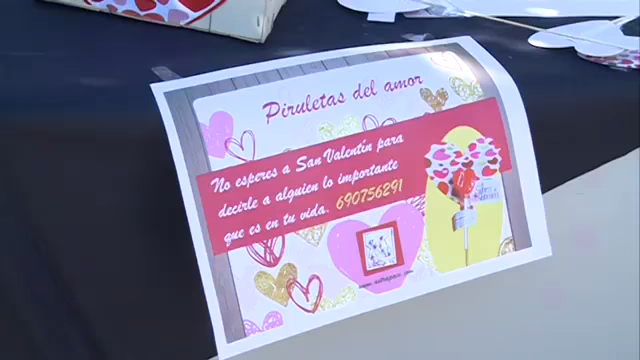 Piruletas del amor
No esperes a San Valentín para
decirle a alguien lo importante
que es en tu vida. 690756291